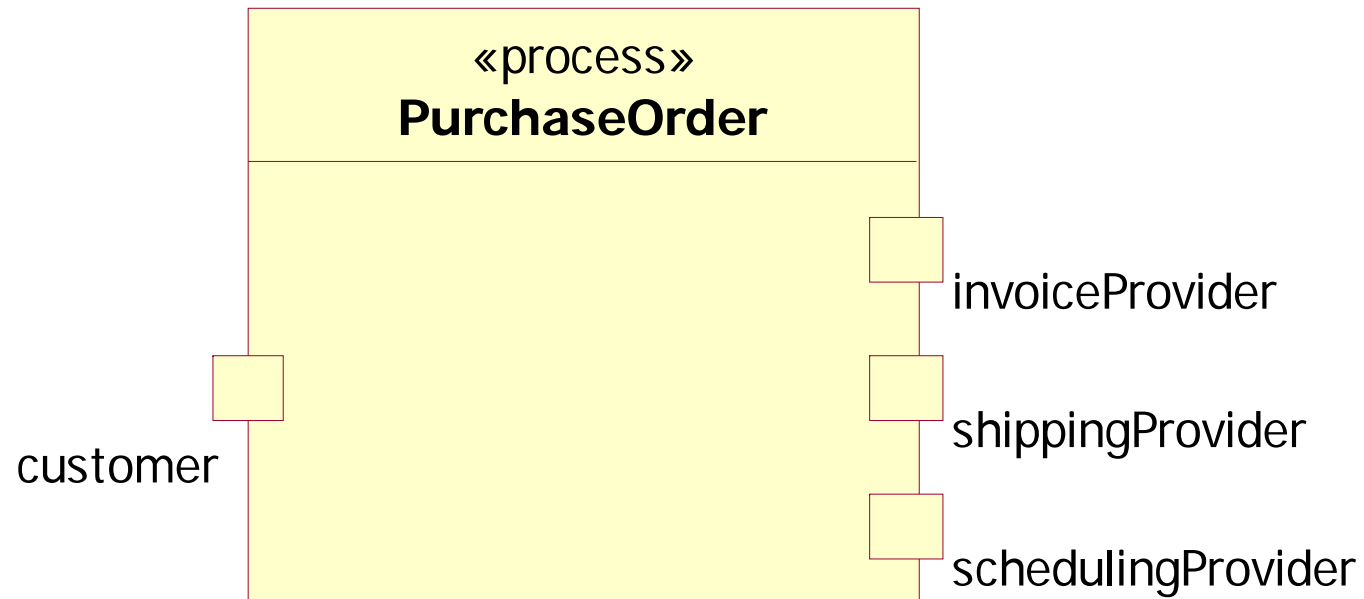 «process»
PurchaseOrder
invoiceProvider
customer
shippingProvider
schedulingProvider